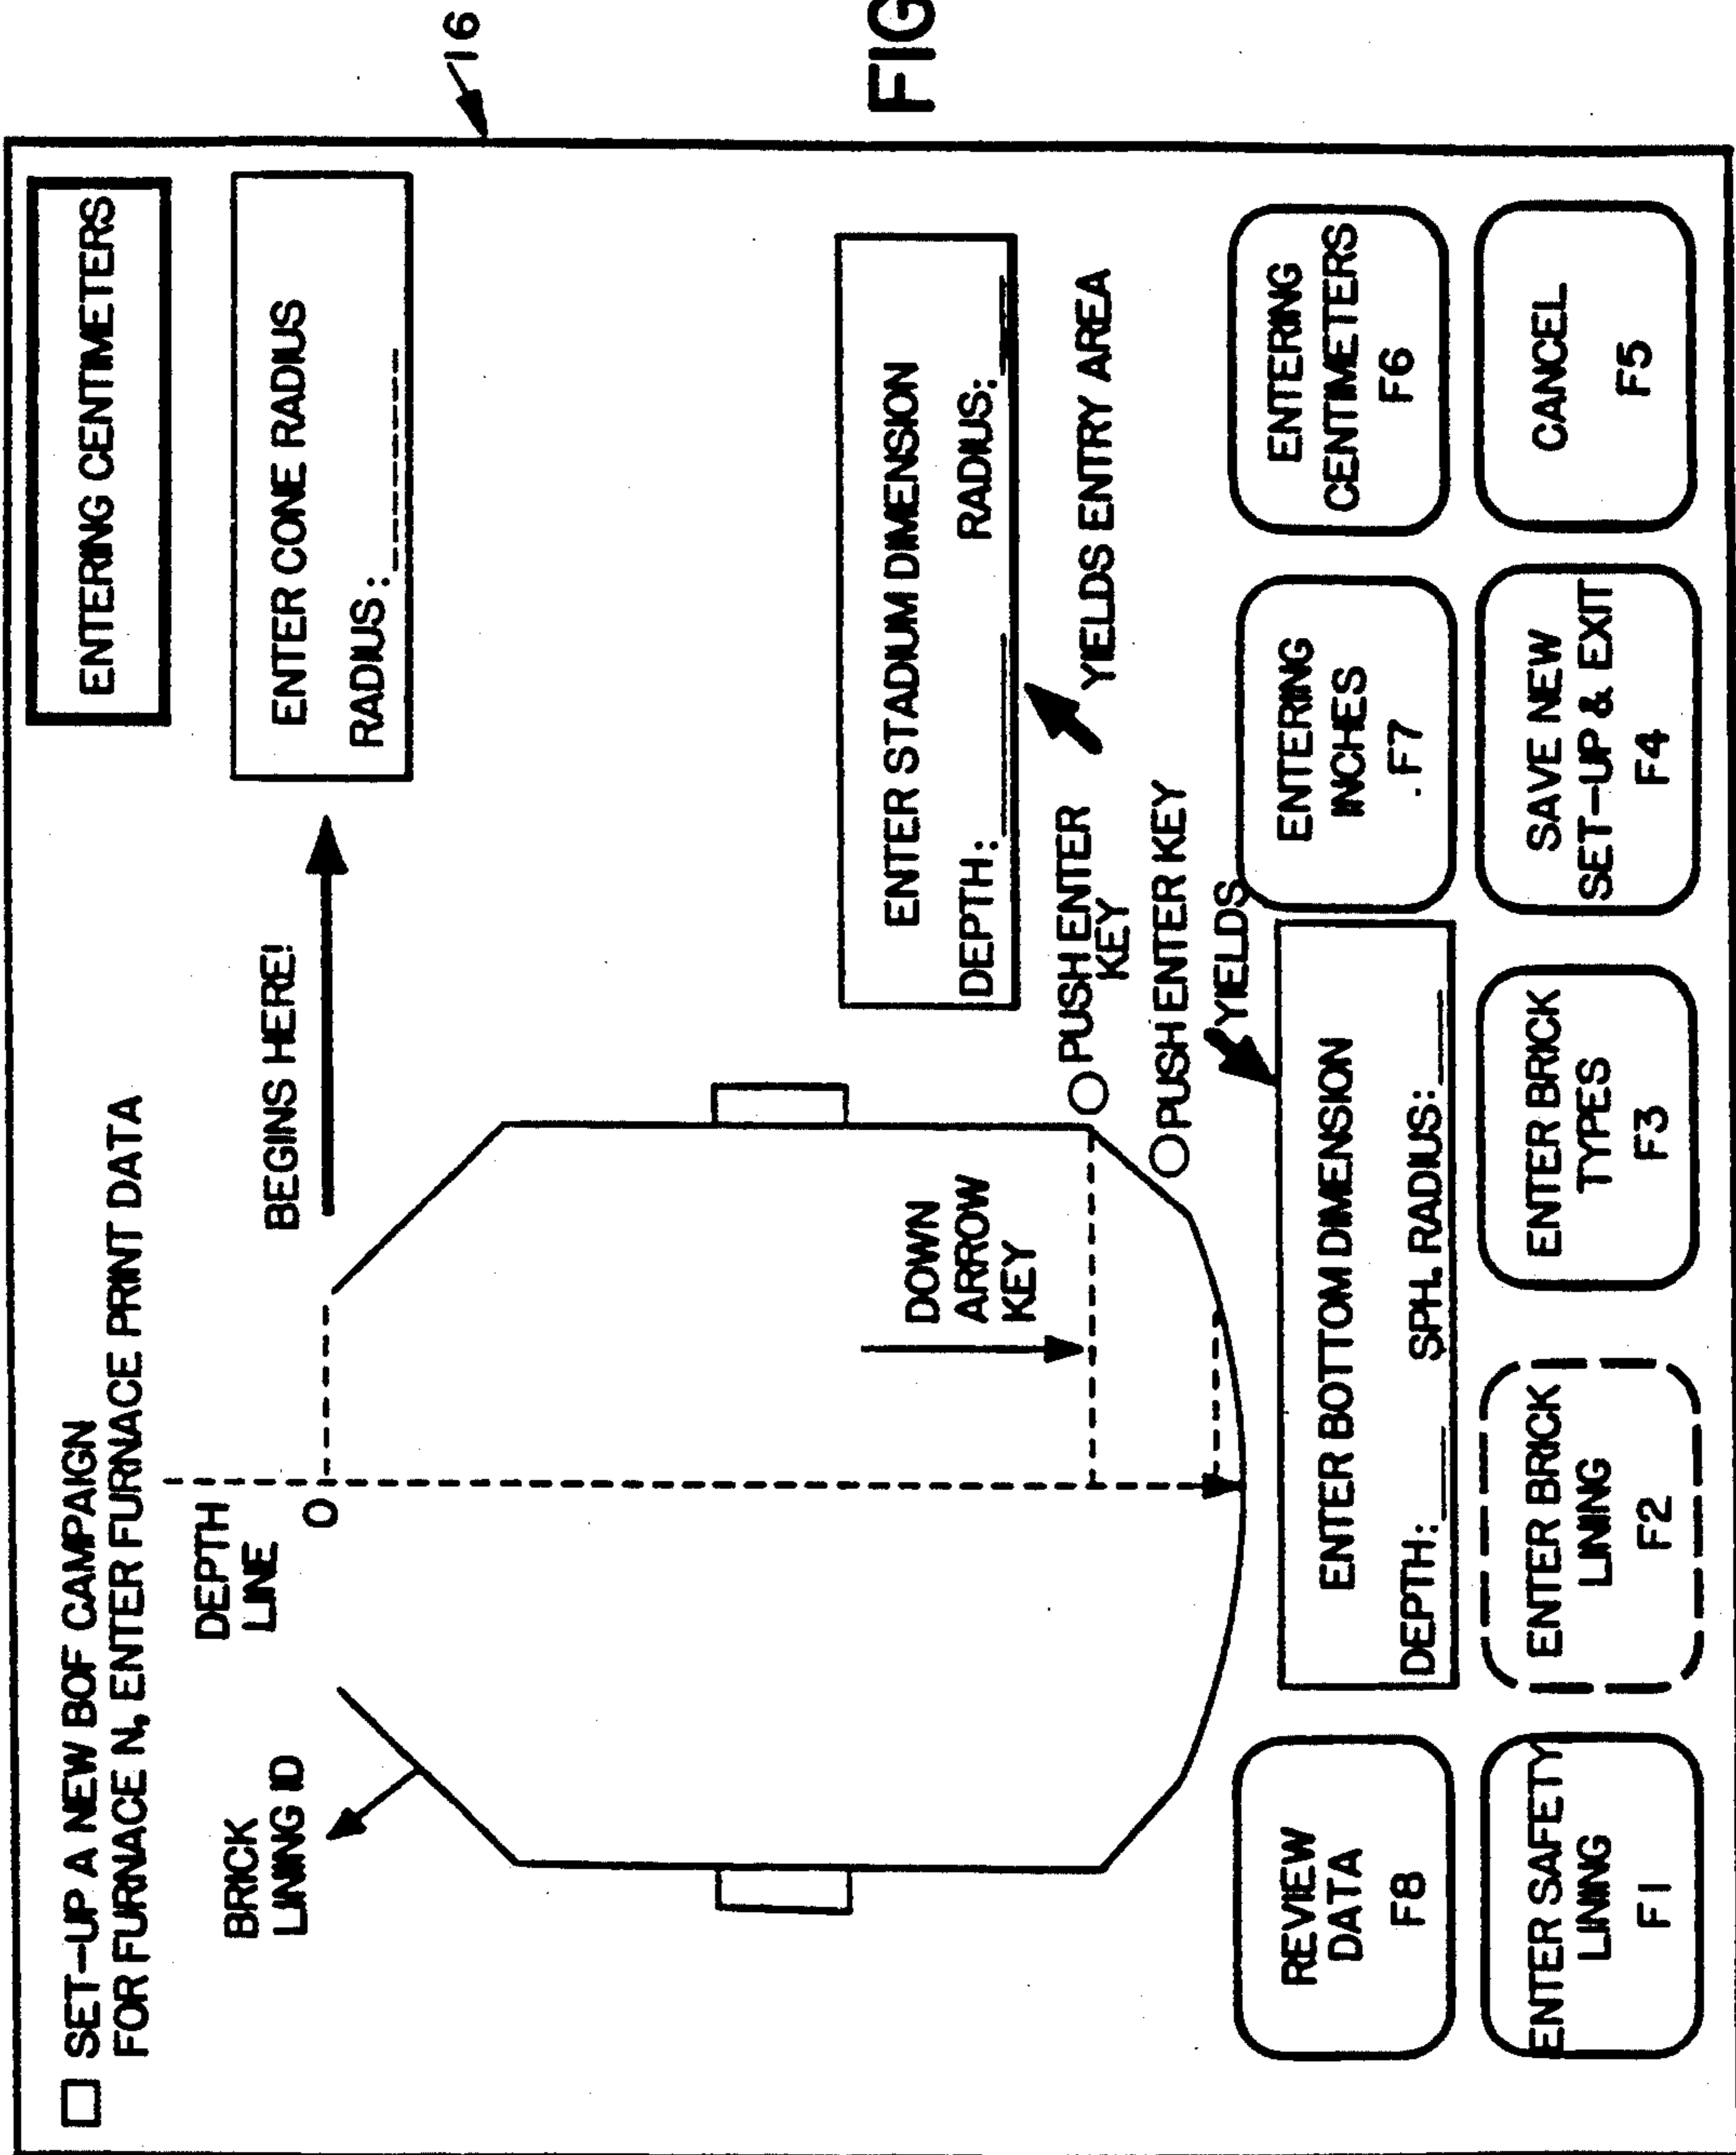 SET-UP A NEW BOF CAMPAIGN
FOR FURNACE N, ENTER FURNACE PRINT DATA
ENTERING CENTIMETERS
16
BRICK
LINING ID
DEPTH
LINE
O
BEGINS HERE!
ENTER CONE RADIUS
RADIUS:
DOWN
ARROW
KEY
ENTER STADIUM DIMENSION
DEPTH: RADIUS:
YIELDS ENTRY AREA
PUSH ENTER
KEY
PUSH ENTER KEY
YIELDS
ENTER BOTTOM DIMENSION
DEPTH: SPH. RADIUS:
REVIEW
DATA
F8
ENTERING
INCHES
.F7
ENTERING
CENTIMETERS
F6
ENTER SAFETY
LINING
F1
ENTER BRICK
LINING
F2
ENTER BRICK
TYPES
F3
SAVE NEW
SET-UP & EXIT
F4
CANCEL
F5
FIG